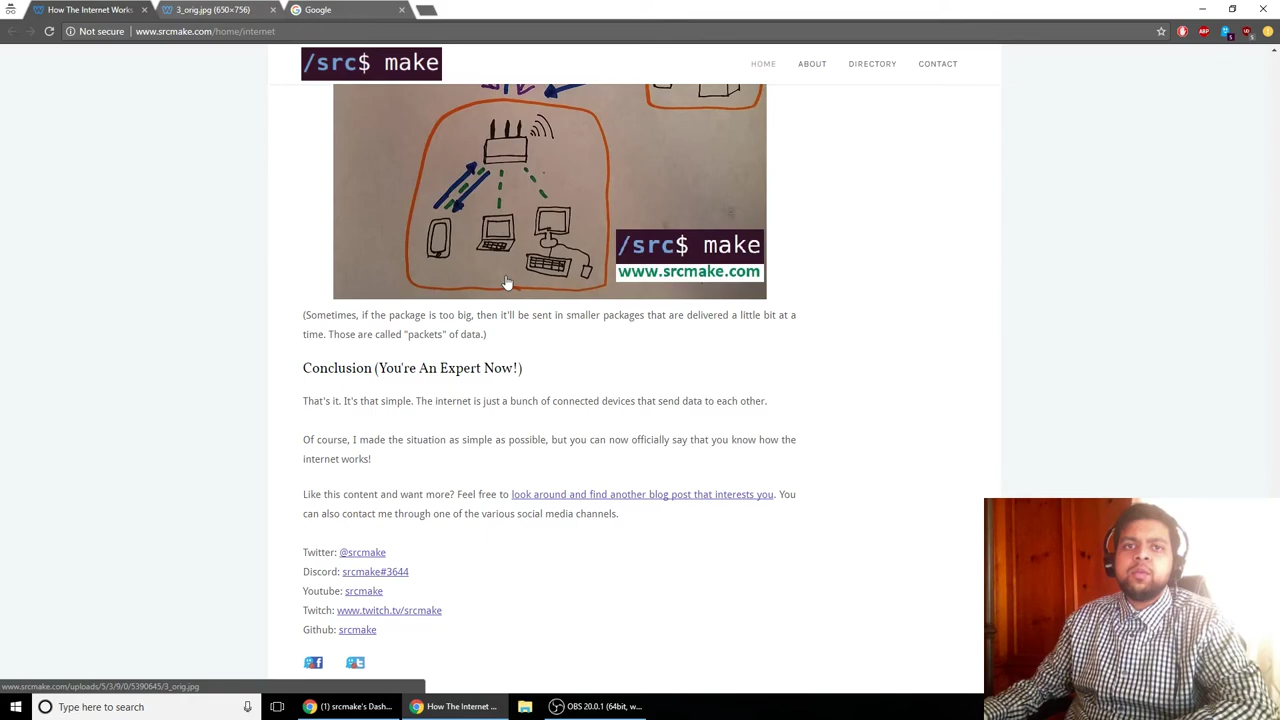 How The Internet Works
3_orig.jpg (650×756)
Google
Not secure
www.srcmake.com/home/internet
/src$ make
HOME
ABOUT
DIRECTORY
CONTACT
/src$ make
www.srcmake.com
(Sometimes, if the package is too big, then it'll be sent in smaller packages that are delivered a little bit at a
time. Those are called "packets" of data.)
Conclusion (You're An Expert Now!)
That's it. It's that simple. The internet is just a bunch of connected devices that send data to each other.
Of course, I made the situation as simple as possible, but you can now officially say that you know how the
internet works!
Like this content and want more? Feel free to look around and find another blog post that interests you. You
can also contact me through one of the various social media channels.
Twitter: @srcmake
Discord: srcmake#3644
Youtube: srcmake
Twitch: www.twitch.tv/srcmake
Github: srcmake
www.srcmake.com/uploads/5/3/9/0/5390645/3_orig.jpg
Type here to search
(1) srcmake's Dash...
How The Internet ...
OBS 20.0.1 (64bit, w...